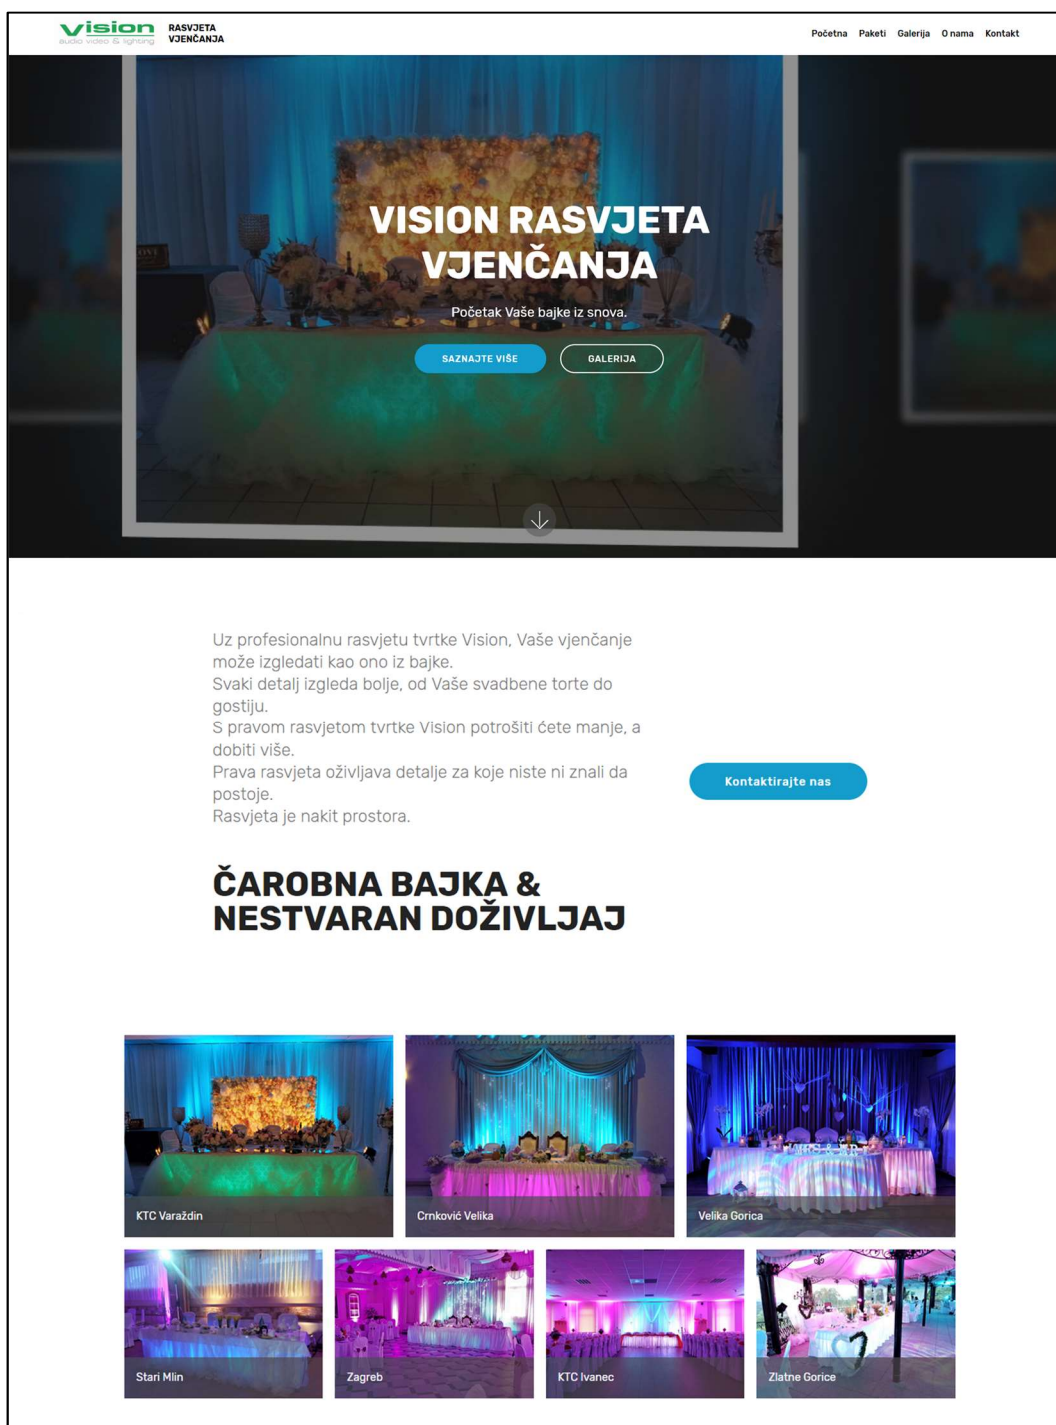 Vision
audio video & lighting
RASVJETA
VJENČANJA
Početna Paketi Galerija O nama Kontakt
VISION RASVJETA
VJENČANJA
Početak Vaše bajke iz snova.
SAZNAJTE VIŠE GALERIJA
Uz profesionalnu rasvjetu tvrtke Vision, Vaše vjenčanje
može izgledati kao ono iz bajke.
Svaki detalj izgleda bolje, od Vaše svadbene torte do
gostiju.
S pravom rasvjetom tvrtke Vision potrošiti ćete manje, a
dobiti više.
Prava rasvjeta oživljava detalje za koje niste ni znali da
postoje.
Rasvjeta je nakit prostora.
Kontaktirajte nas
ČAROBNA BAJKA &
NESTVARAN DOŽIVLJAJ
KTC Varaždin
Crnković Velika
Velika Gorica
Stari Mlin
Zagreb
KTC Ivanec
Zlatne Gorice